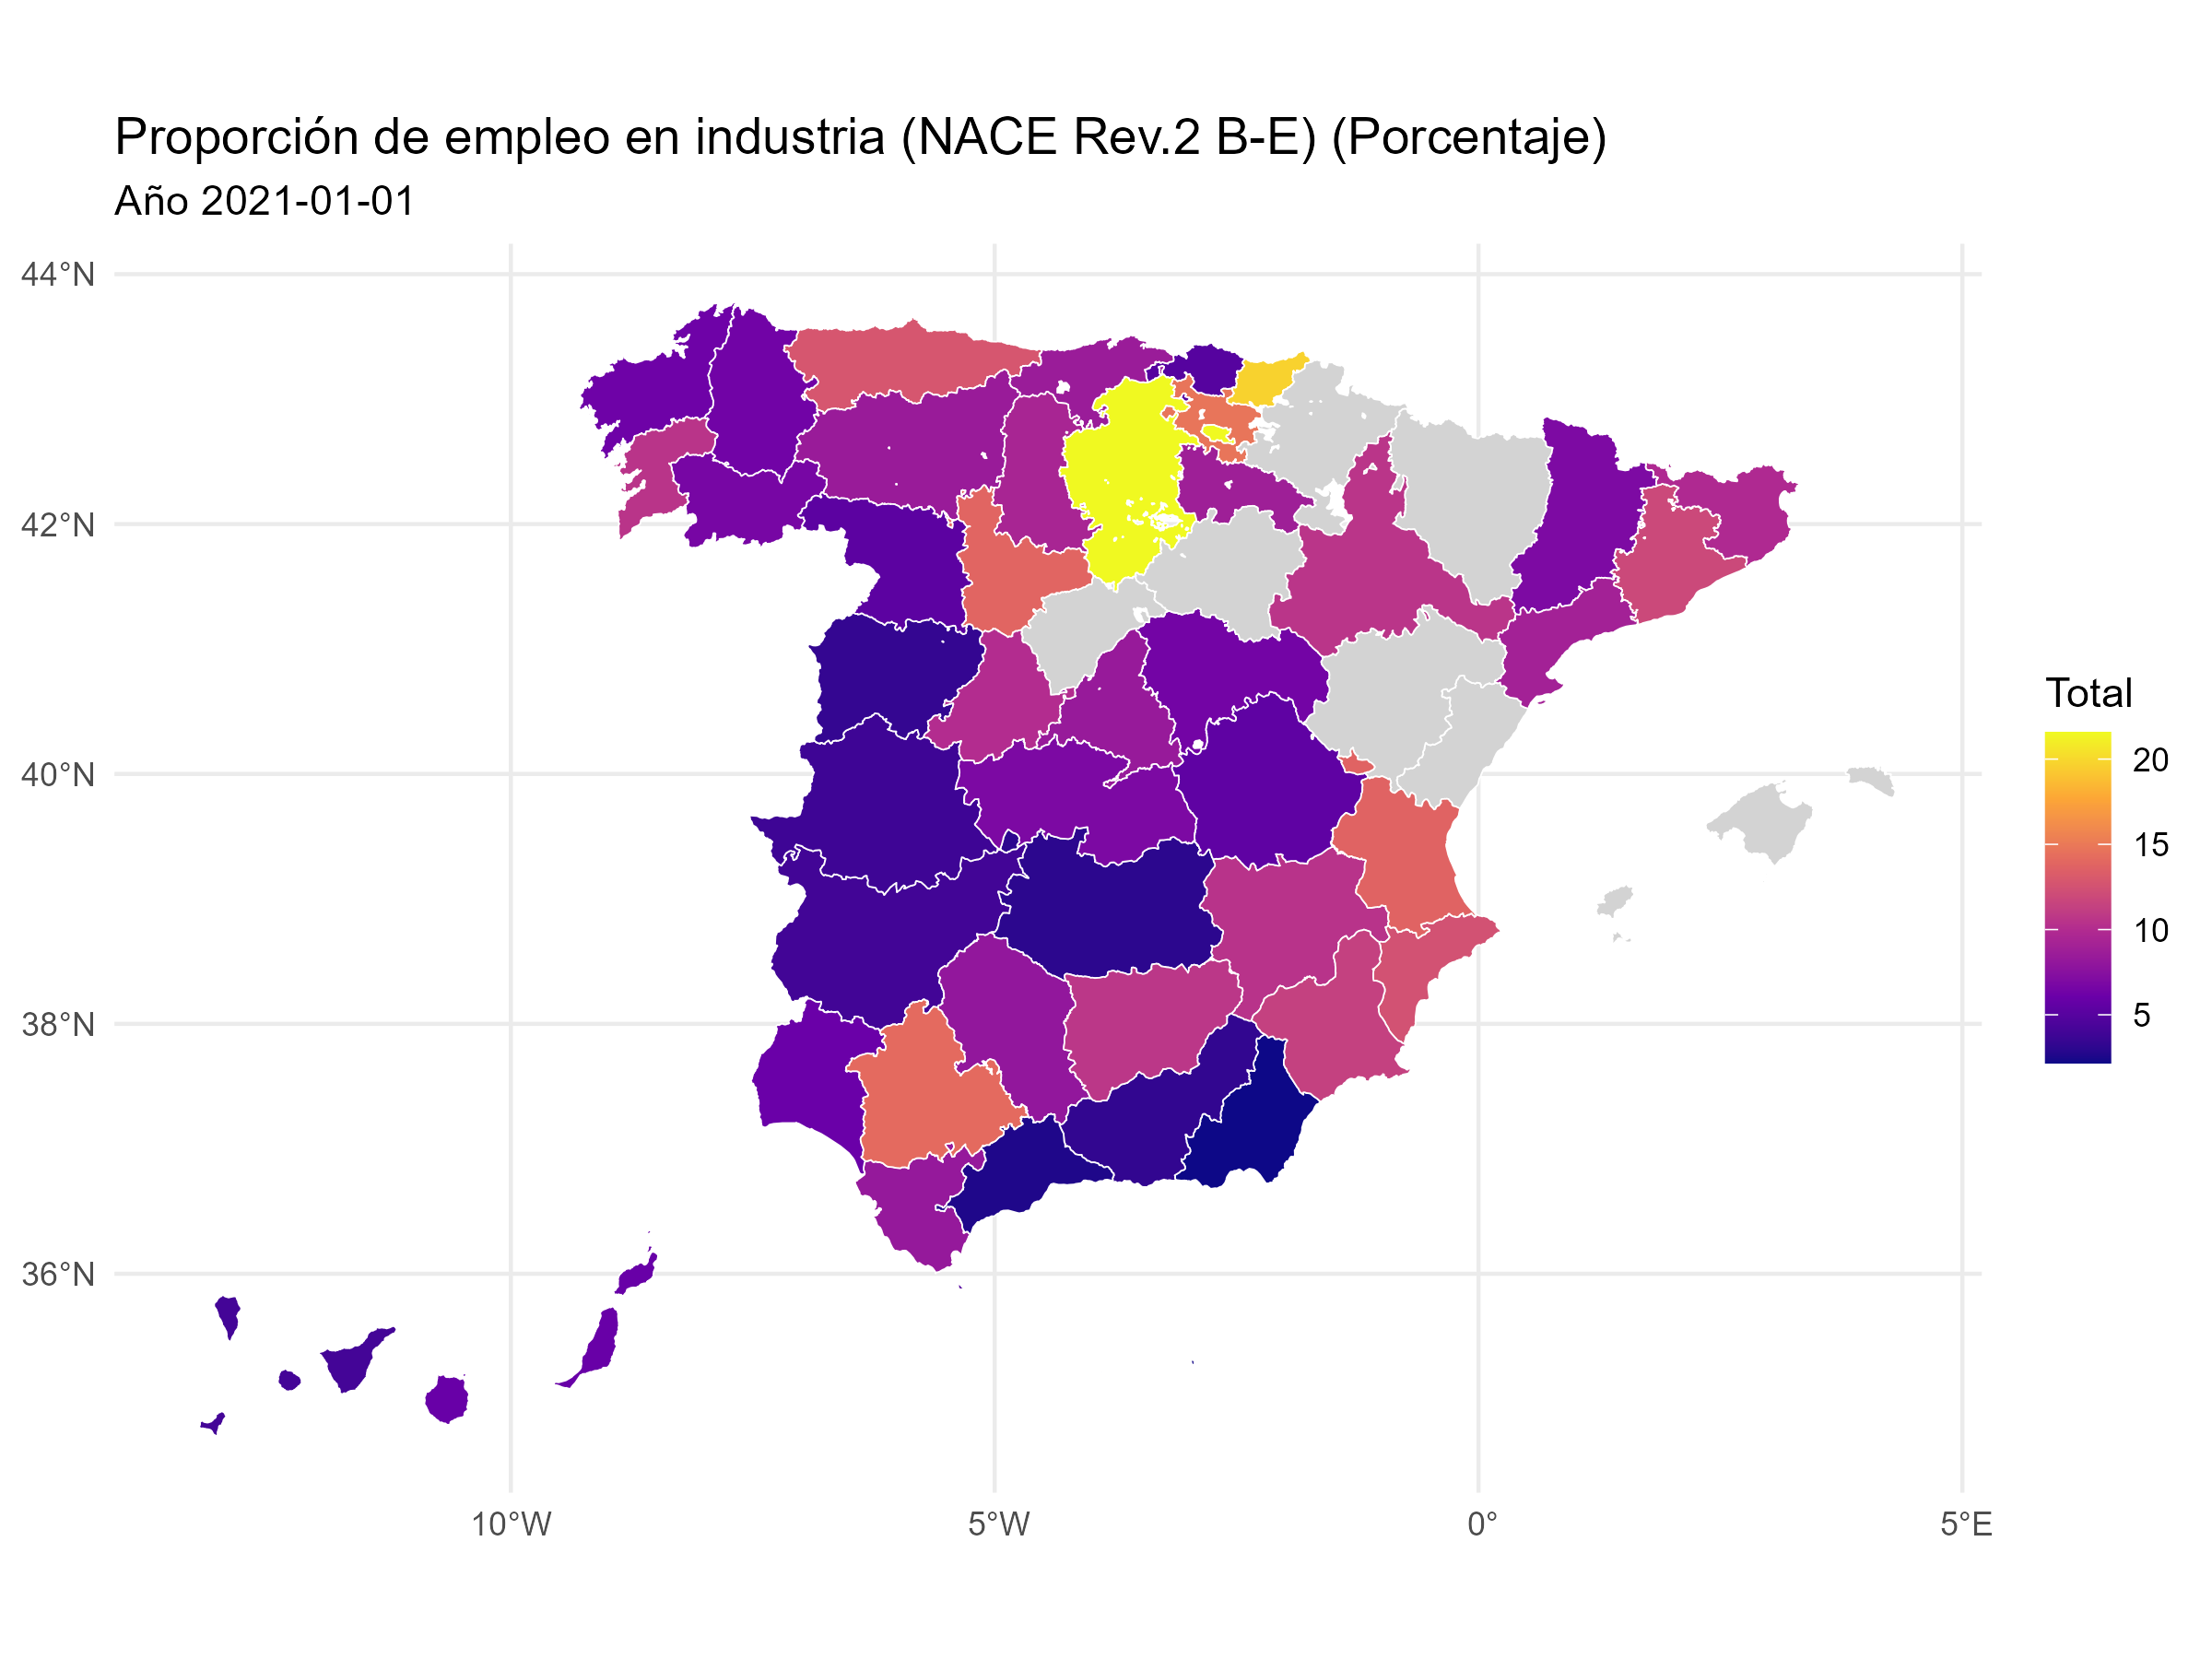 Proporción de empleo en industria (NACE Rev.2 B-E) (Porcentaje)
Año 2021-01-01
44°N
42°N
40°N
38°N
36°N
10°W
5°W
0°
5°E
Total
20
15
10
5